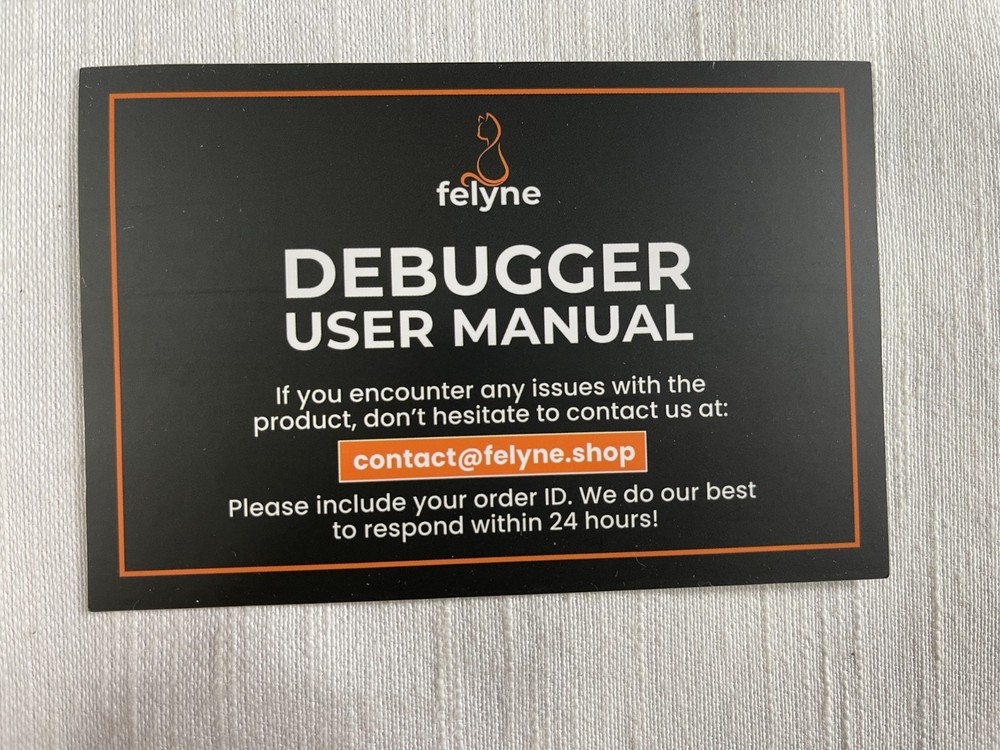 felyne
DEBUGGER
USER MANUAL
If you encounter any issues with the
product, don't hesitate to contact us at:
contact@felyne.shop
Please include your order ID. We do our best
to respond within 24 hours!